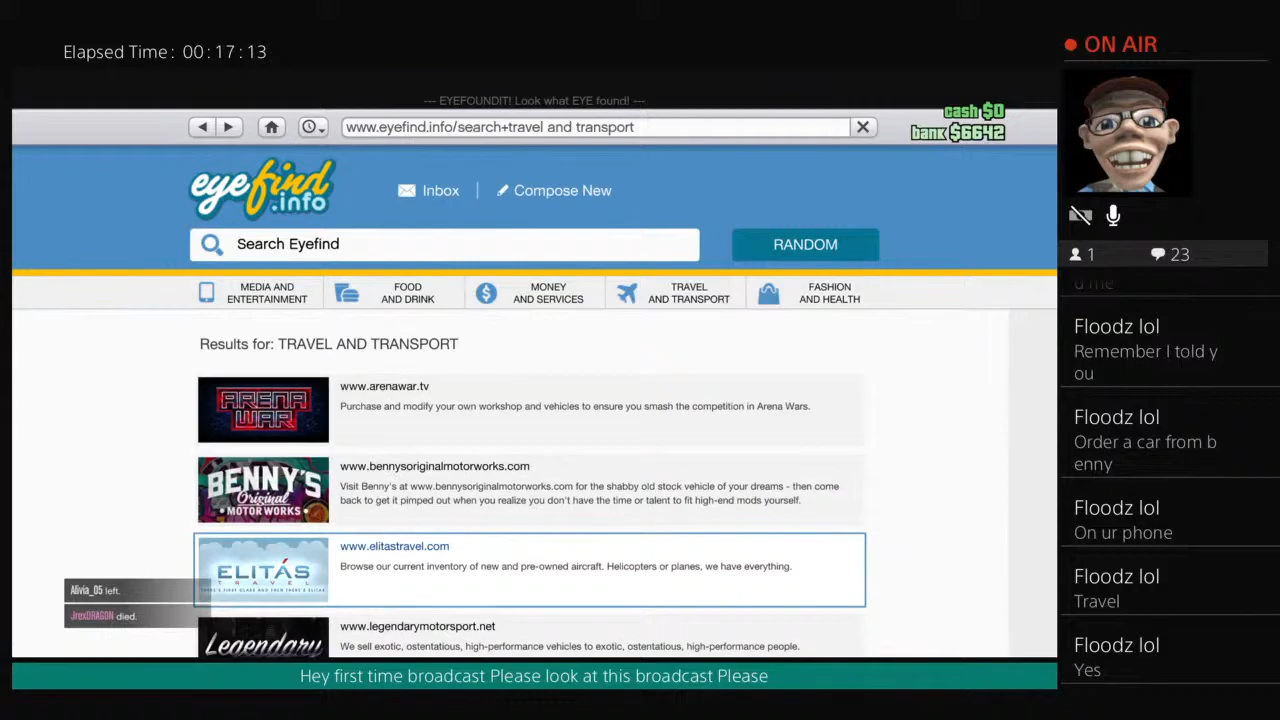 Elapsed Time: 00:17:13
ON AIR
--- EYEFOUNDIT! Look what EYE found! ---
www.eyefind.info/search+travel and transport
cash $0
bank $6642
eyefind.info
Inbox
Compose New
Search Eyefind
RANDOM
1
23
MEDIA AND ENTERTAINMENT
FOOD AND DRINK
MONEY AND SERVICES
TRAVEL AND TRANSPORT
FASHION AND HEALTH
Results for: TRAVEL AND TRANSPORT
ARENA WAR
www.arenawar.tv
Purchase and modify your own workshop and vehicles to ensure you smash the competition in Arena Wars.
BENNY'S
Original
MOTOR WORKS
www.bennysoriginalmotorworks.com
Visit Benny's at www.bennysoriginalmotorworks.com for the shabby old stock vehicle of your dreams - then come
back to get it pimped out when you realize you don't have the time or talent to fit high-end mods yourself.
ELITÁS
TRAVEL
THERE'S FIRST CLASS AND THEN THERE'S ELITAS
www.elitastravel.com
Browse our current inventory of new and pre-owned aircraft. Helicopters or planes, we have everything.
Legendary
www.legendarymotorsport.net
We sell exotic, ostentatious, high-performance vehicles to exotic, ostentatious, high-performance people.
Alivia_05 left.
JrexDRAGON died.
d me
Floodz lol
Remember I told y
ou
Floodz lol
Order a car from b
enny
Floodz lol
On ur phone
Floodz lol
Travel
Floodz lol
Yes
Hey first time broadcast Please look at this broadcast Please